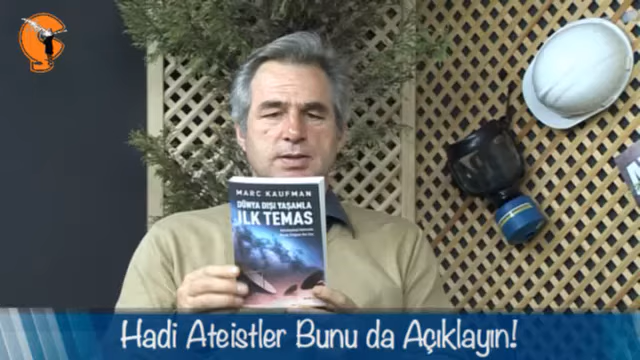 MARC KAUFMAN
DÜNYA DIŞI YAŞAMLA
İLK TEMAS
Hadi Ateistler Bunu da Açıklayın!